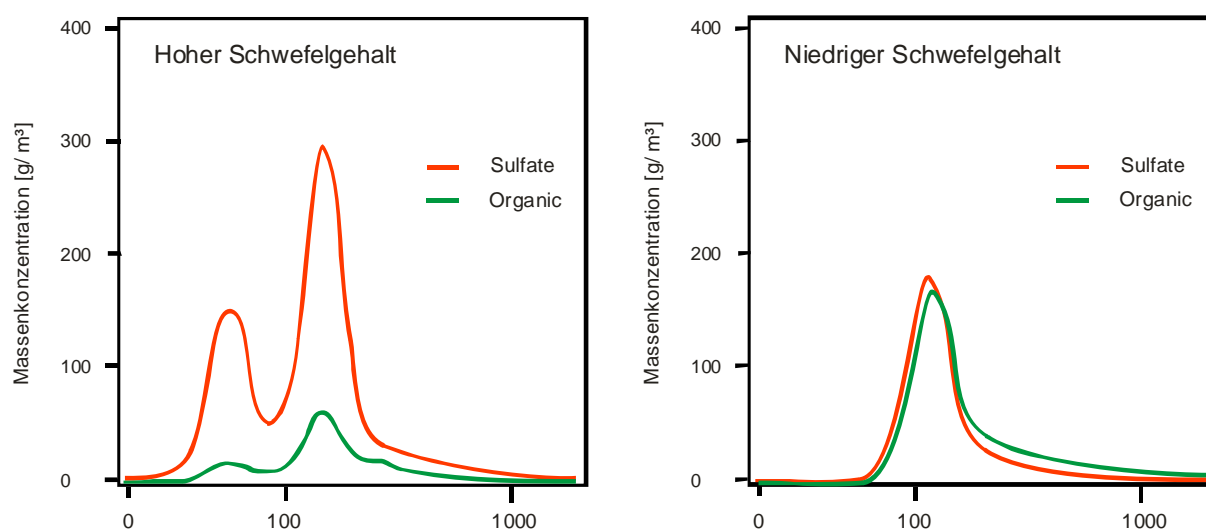 400
Hoher Schwefelgehalt
300
Massenkonzentration [g/ m³]
Sulfate
Organic
200
100
0
0
100
1000
400
Niedriger Schwefelgehalt
300
Massenkonzentration [g/ m³]
Sulfate
Organic
200
100
0
0
100
1000